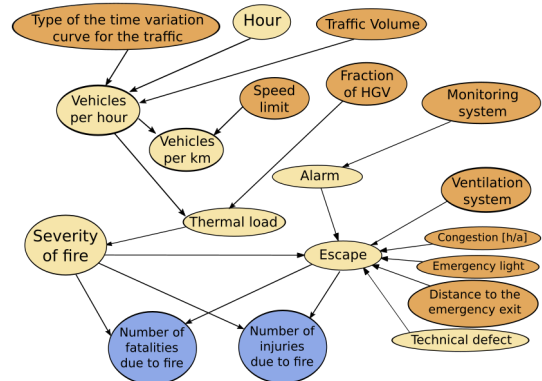 Type of the time variation
curve for the traffic
Hour
Traffic Volume
Vehicles
per hour
Speed
limit
Fraction
of HGV
Monitoring
system
Vehicles
per km
Alarm
Ventilation
system
Thermal load
Severity
of fire
Congestion [h/a]
Escape
Emergency light
Distance to the
emergency exit
Technical defect
Number of
fatalities
due to fire
Number of
injuries
due to fire